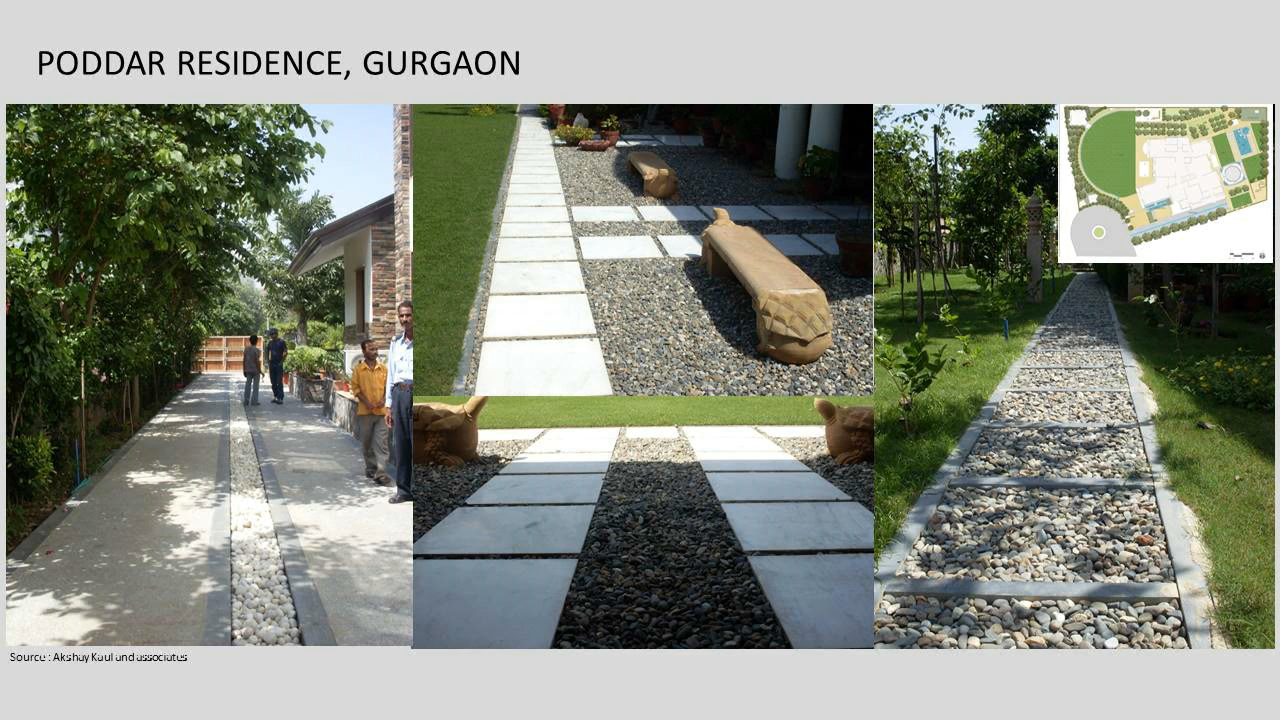 PODDAR RESIDENCE, GURGAON
Source : Akshay Kaul and associates